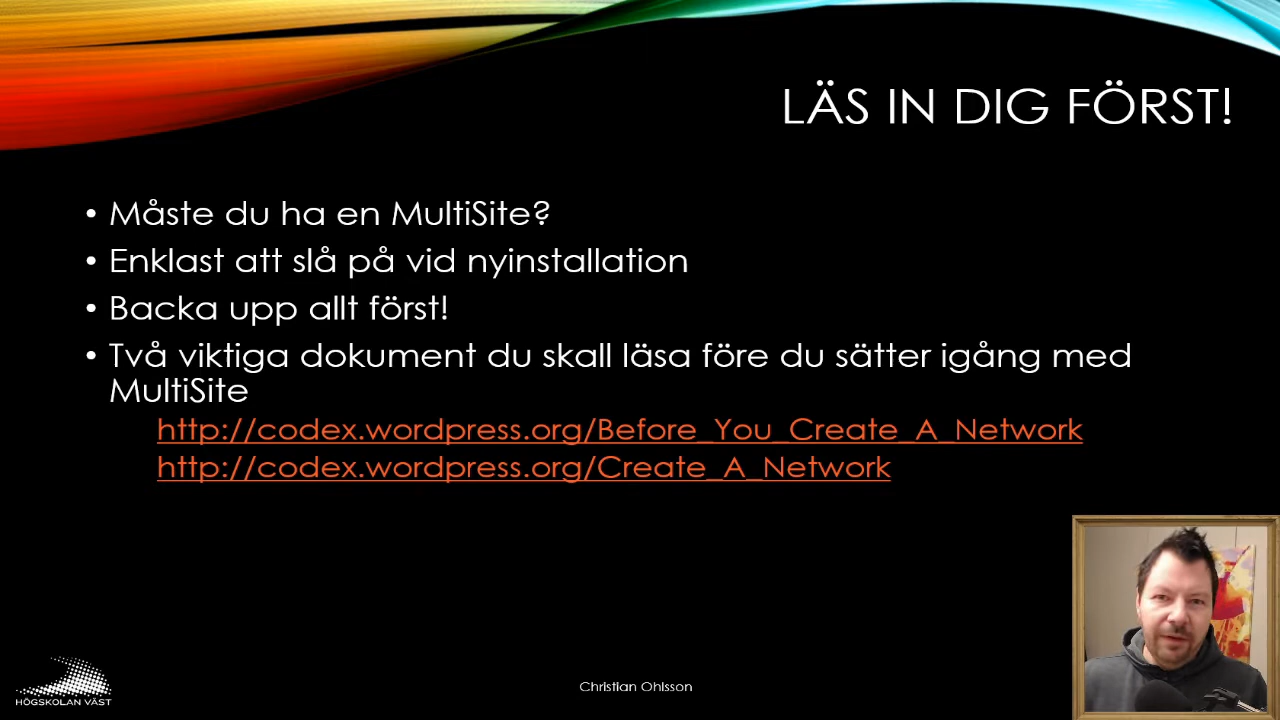 LÄS IN DIG FÖRST!
• Måste du ha en MultiSite?
• Enklast att slå på vid nyinstallation
• Backa upp allt först!
• Två viktiga dokument du skall läsa före du sätter igång med
MultiSite
http://codex.wordpress.org/Before_You_Create_A_Network
http://codex.wordpress.org/Create_A_Network
HÖGSKOLAN VÄST
Christian Ohlsson